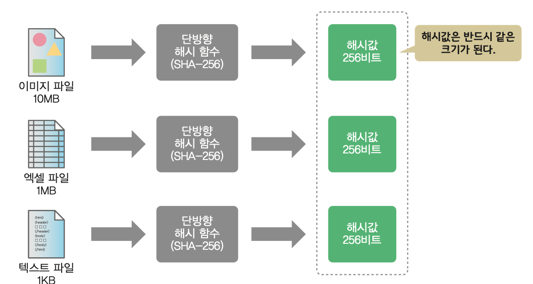 이미지 파일
10MB
단방향
해시 함수
(SHA-256)
해시값
256비트
해시값은 반드시 같은
크기가 된다.
엑셀 파일
1MB
단방향
해시 함수
(SHA-256)
해시값
256비트
텍스트 파일
1KB
단방향
해시 함수
(SHA-256)
해시값
256비트